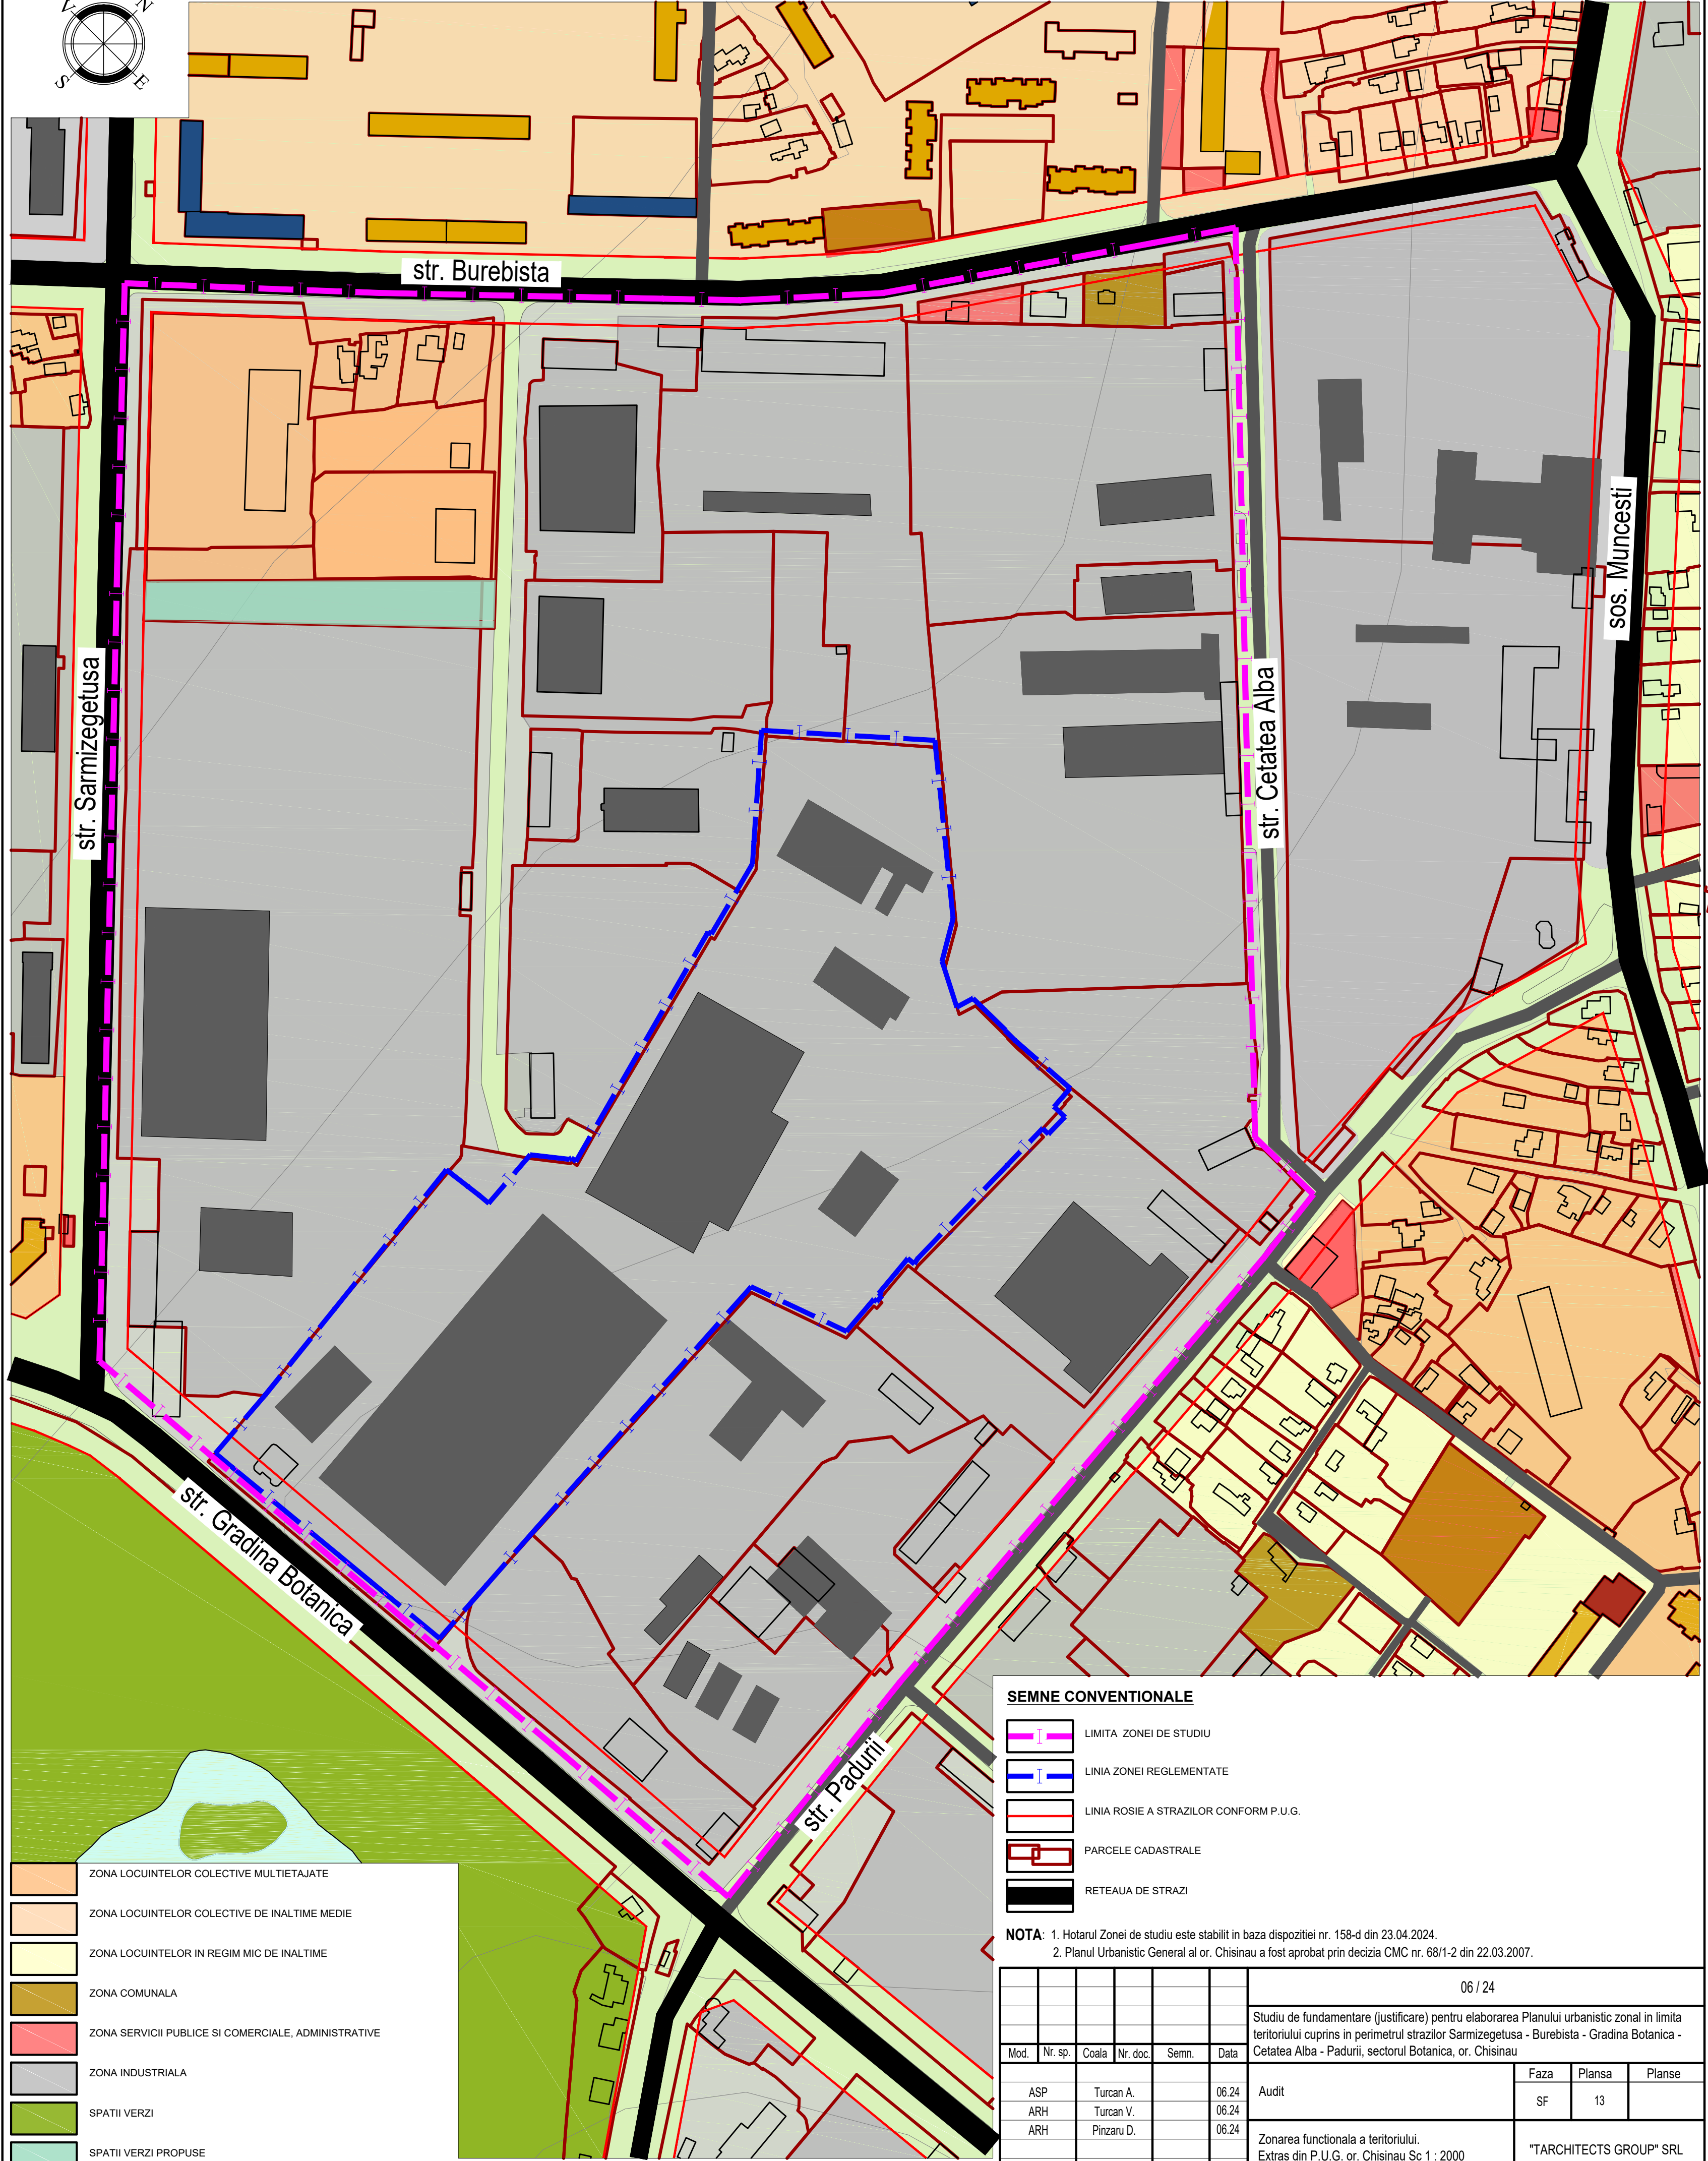 V
N
S
E
str. Burebista
str. Sarmizegetusa
str. Cetatea Alba
sos. Muncesti
str. Gradina Botanica
str. Padurii
SEMNE CONVENTIONALE
LIMITA ZONEI DE STUDIU
LINIA ZONEI REGLEMENTATE
LINIA ROSIE A STRAZILOR CONFORM P.U.G.
PARCELE CADASTRALE
RETEAUA DE STRAZI
NOTA: 1. Hotarul Zonei de studiu este stabilit in baza dispozitiei nr. 158-d din 23.04.2024.
2. Planul Urbanistic General al or. Chisinau a fost aprobat prin decizia CMC nr. 68/1-2 din 22.03.2007.
ZONA LOCUINTELOR COLECTIVE MULTIETAJATE
ZONA LOCUINTELOR COLECTIVE DE INALTIME MEDIE
ZONA LOCUINTELOR IN REGIM MIC DE INALTIME
ZONA COMUNALA
ZONA SERVICII PUBLICE SI COMERCIALE, ADMINISTRATIVE
ZONA INDUSTRIALA
SPATII VERZI
SPATII VERZI PROPUSE
06 / 24
Studiu de fundamentare (justificare) pentru elaborarea Planului urbanistic zonal in limita
teritoriului cuprins in perimetrul strazilor Sarmizegetusa - Burebista - Gradina Botanica -
Cetatea Alba - Padurii, sectorul Botanica, or. Chisinau
Mod. Nr. sp. Coala Nr. doc. Semn. Data
ASP Turcan A. 06.24
ARH Turcan V. 06.24
ARH Pinzaru D. 06.24
Audit
Faza Plansa Planse
SF 13
Zonarea functionala a teritoriului.
Extras din P.U.G. or. Chisinau Sc 1 : 2000
"TARCHITECTS GROUP" SRL